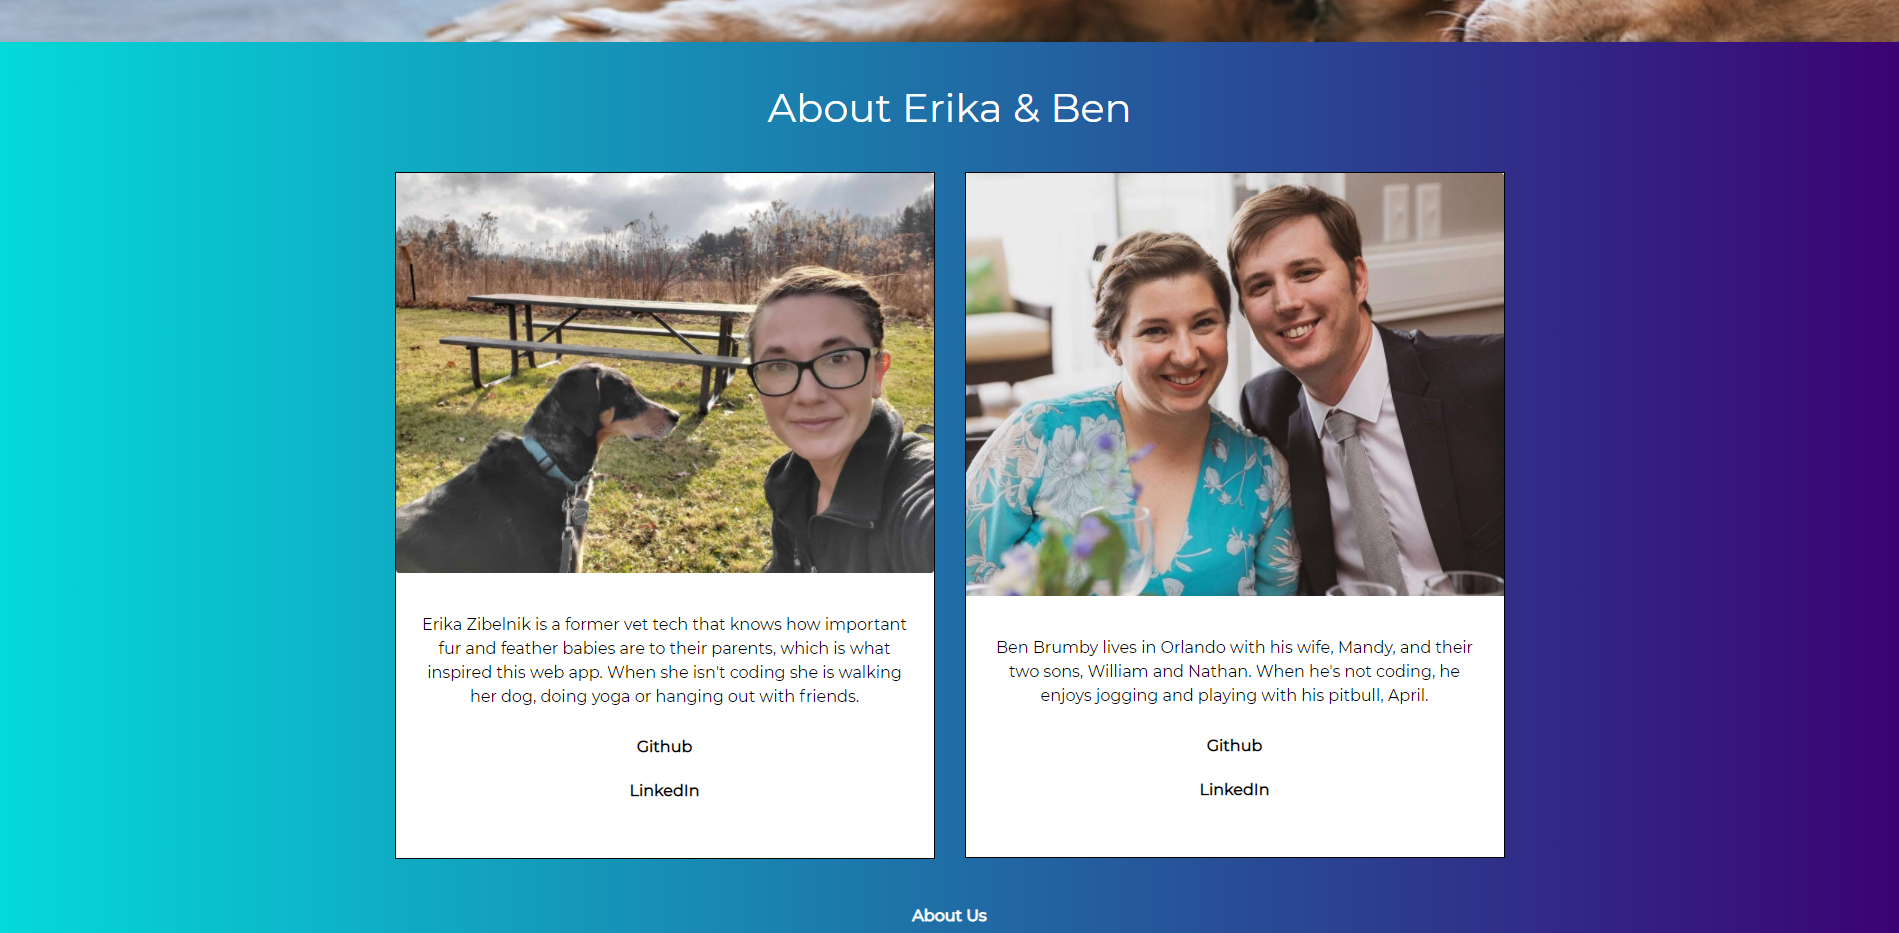 About Erika & Ben
Erika Zibelnik is a former vet tech that knows how important
fur and feather babies are to their parents, which is what
inspired this web app. When she isn't coding she is walking
her dog, doing yoga or hanging out with friends.
Github
LinkedIn
Ben Brumby lives in Orlando with his wife, Mandy, and their
two sons, William and Nathan. When he's not coding, he
enjoys jogging and playing with his pitbull, April.
Github
LinkedIn
About Us